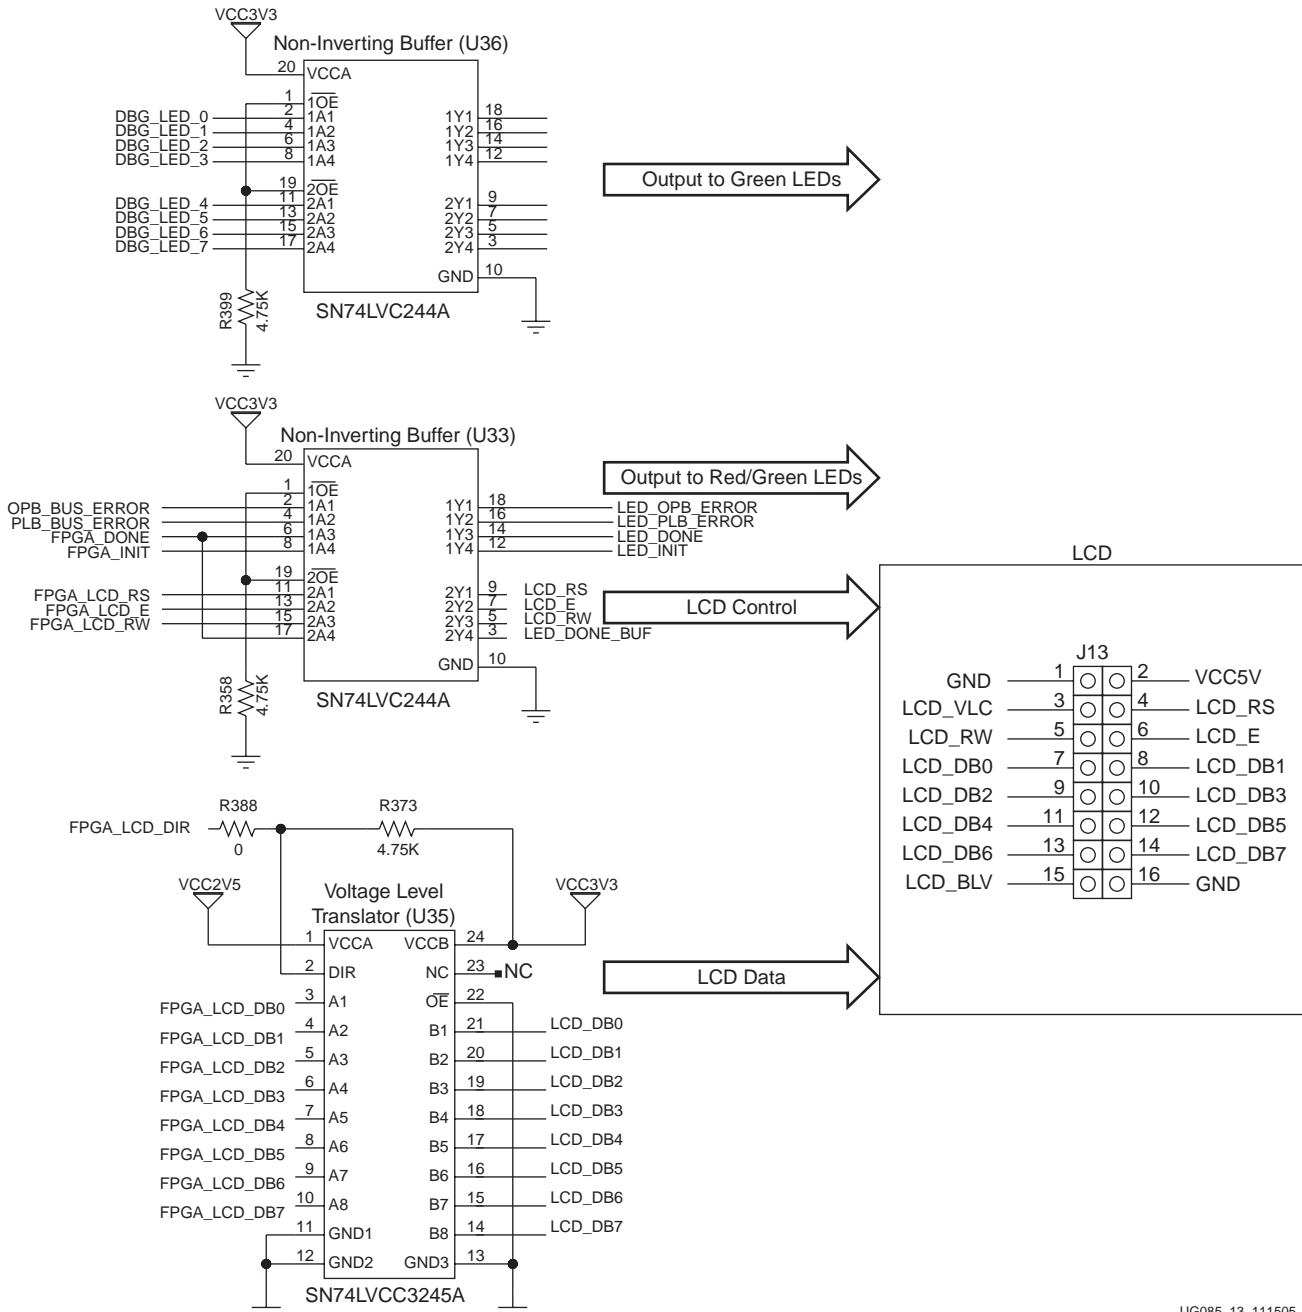 VCC3V3
Non-Inverting Buffer (U36)
20 VCCA
1 1OE
DBG_LED_0 2 1A1 1Y1 18
DBG_LED_1 4 1A2 1Y2 16
DBG_LED_2 6 1A3 1Y3 14
DBG_LED_3 8 1A4 1Y4 12
Output to Green LEDs
19 2OE
DBG_LED_4 11 2A1 2Y1 9
DBG_LED_5 13 2A2 2Y2 7
DBG_LED_6 15 2A3 2Y3 5
DBG_LED_7 17 2A4 2Y4 3
GND 10
R399
4.75K
SN74LVC244A
VCC3V3
Non-Inverting Buffer (U33)
20 VCCA
Output to Red/Green LEDs
1 1OE
OPB_BUS_ERROR 2 1A1 1Y1 18 LED_OPB_ERROR
PLB_BUS_ERROR 4 1A2 1Y2 16 LED_PLB_ERROR
FPGA_DONE 6 1A3 1Y3 14 LED_DONE
FPGA_INIT 8 1A4 1Y4 12 LED_INIT
19 2OE
FPGA_LCD_RS 11 2A1 2Y1 9 LCD_RS
FPGA_LCD_E 13 2A2 2Y2 7 LCD_E
FPGA_LCD_RW 15 2A3 2Y3 5 LCD_RW
17 2A4 2Y4 3 LED_DONE_BUF
LCD Control
GND 10
R358
4.75K
SN74LVC244A
LCD
J13
GND 1 2 VCC5V
LCD_VLC 3 4 LCD_RS
LCD_RW 5 6 LCD_E
LCD_DB0 7 8 LCD_DB1
LCD_DB2 9 10 LCD_DB3
LCD_DB4 11 12 LCD_DB5
LCD_DB6 13 14 LCD_DB7
LCD_BLV 15 16 GND
R388 R373
FPGA_LCD_DIR
0 4.75K
VCC2V5 VCC3V3
Voltage Level
Translator (U35)
1 VCCA VCCB 24
2 DIR NC 23 NC
LCD Data
FPGA_LCD_DB0 3 A1 OE 22
FPGA_LCD_DB1 4 A2 B1 21 LCD_DB0
FPGA_LCD_DB2 5 A3 B2 20 LCD_DB1
FPGA_LCD_DB3 6 A4 B3 19 LCD_DB2
FPGA_LCD_DB4 7 A5 B4 18 LCD_DB3
FPGA_LCD_DB5 8 A6 B5 17 LCD_DB4
FPGA_LCD_DB6 9 A7 B6 16 LCD_DB5
FPGA_LCD_DB7 10 A8 B7 15 LCD_DB6
11 GND1 B8 14 LCD_DB7
12 GND2 GND3 13
SN74LVCC3245A
UG085_13_111505